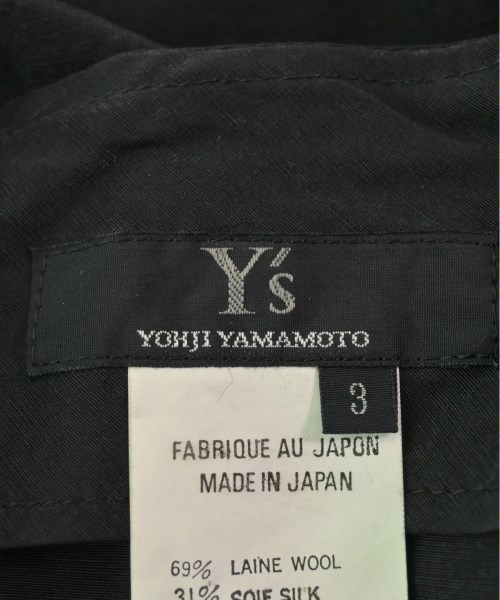 Y's
YOHJI YAMAMOTO
3
FABRIQUE AU JAPON
MADE IN JAPAN
69% LAINE WOOL
31% SOIE SILK